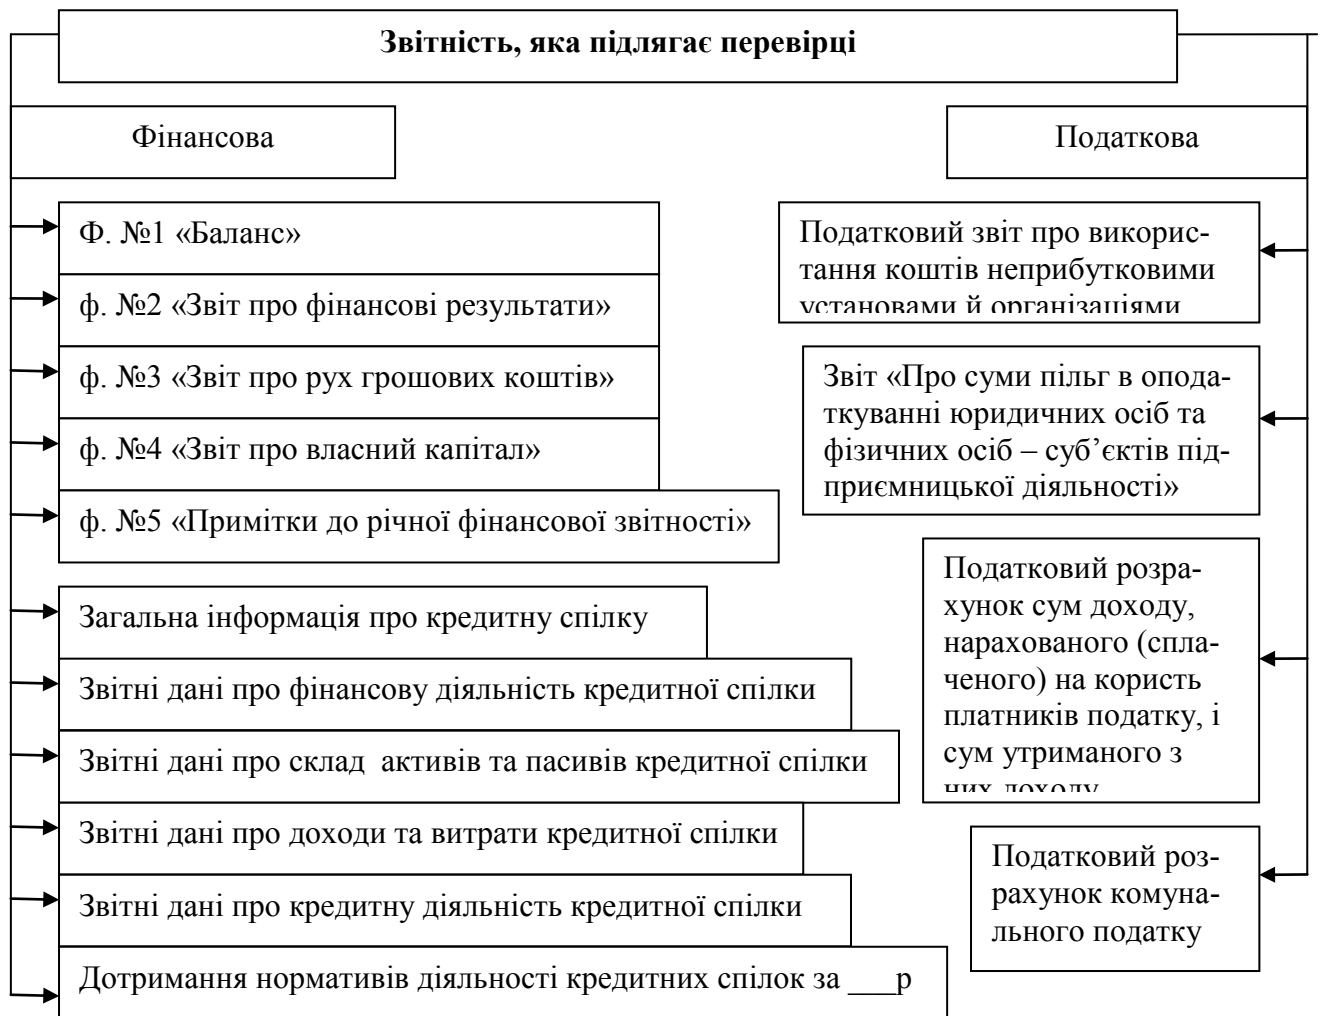 Звітність, яка підлягає перевірці
Фінансова
Податкова
Ф. №1 «Баланс»
ф. №2 «Звіт про фінансові результати»
ф. №3 «Звіт про рух грошових коштів»
ф. №4 «Звіт про власний капітал»
ф. №5 «Примітки до річної фінансової звітності»
Загальна інформація про кредитну спілку
Звітні дані про фінансову діяльність кредитної спілки
Звітні дані про склад активів та пасивів кредитної спілки
Звітні дані про доходи та витрати кредитної спілки
Звітні дані про кредитну діяльність кредитної спілки
Дотримання нормативів діяльності кредитних спілок за ___р
Податковий звіт про викорис-
тання коштів неприбутковими
установами й організаціями
Звіт «Про суми пільг в опода-
ткуванні юридичних осіб та
фізичних осіб – суб’єктів під-
приємницької діяльності»
Податковий розра-
хунок сум доходу,
нарахованого (спла-
ченого) на користь
платників податку, і
сум утриманого з
них доходу
Податковий роз-
рахунок комуна-
льного податку